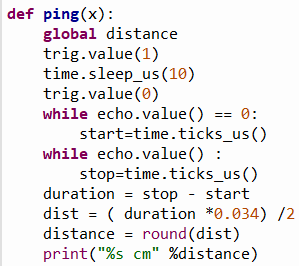 def ping(x):
    global distance
    trig.value(1)
    time.sleep_us(10)
    trig.value(0)
    while echo.value() == 0:
        start=time.ticks_us()
    while echo.value() :
        stop=time.ticks_us()
    duration = stop - start
    dist = ( duration *0.034) /2
    distance = round(dist)
    print("%s cm" %distance)